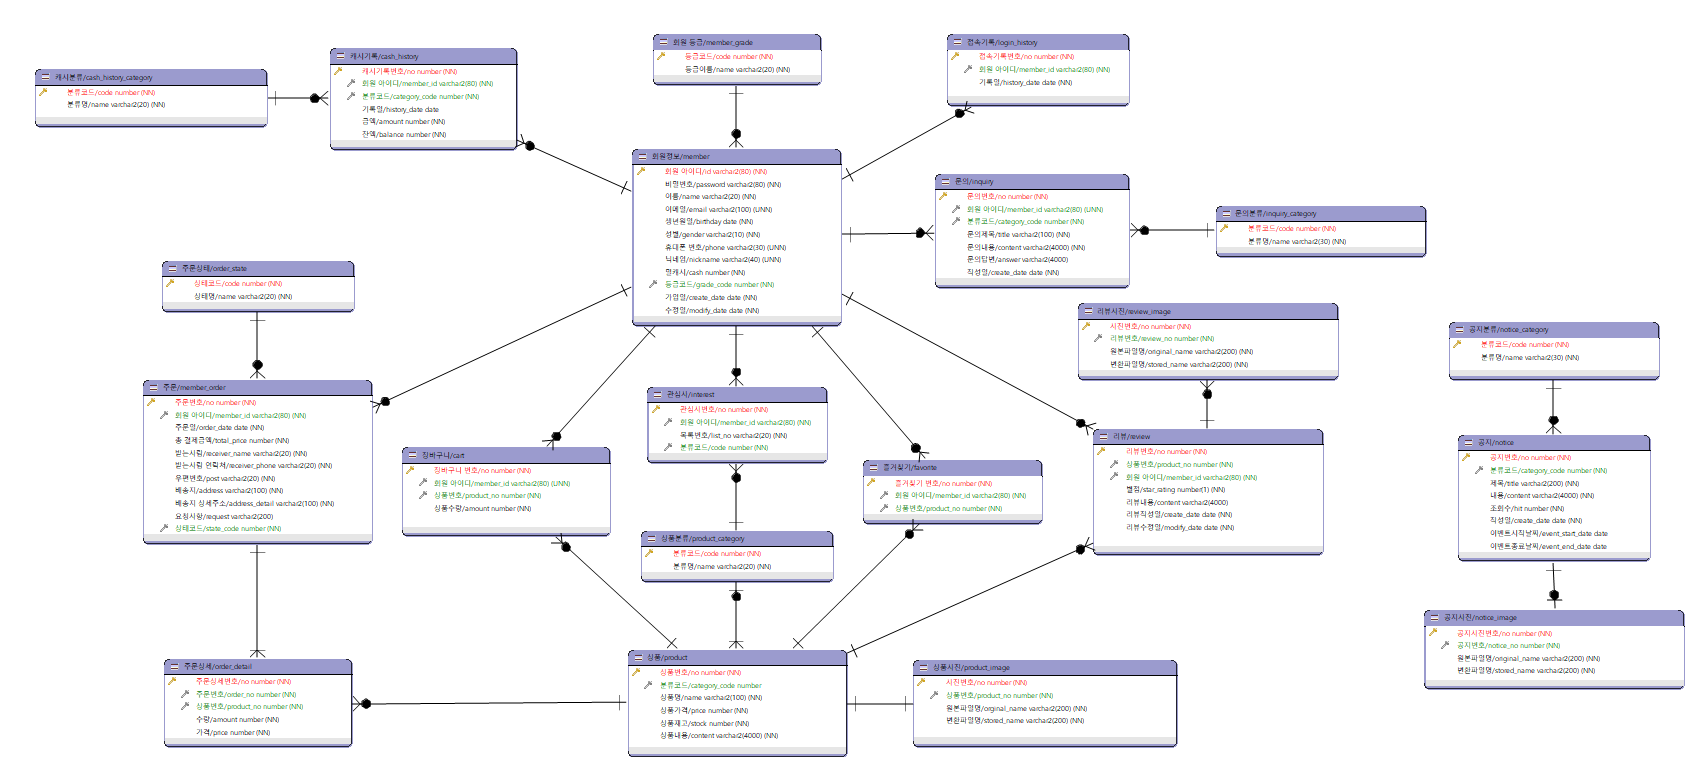 캐시분류/cash_history_category
분류코드/code number (NN)
분류명/name varchar2(20) (NN)
캐시기록/cash_history
캐시기록번호/no number (NN)
회원 아이디/member_id varchar2(80) (NN)
분류코드/category_code number (NN)
기록일/history_date date
금액/amount number (NN)
잔액/balance number (NN)
회원 등급/member_grade
등급코드/code number (NN)
등급이름/name varchar2(20) (NN)
접속기록/login_history
접속기록번호/no number (NN)
회원 아이디/member_id varchar2(80) (NN)
기록일/history_date date (NN)
회원정보/member
회원 아이디/id varchar2(80) (NN)
비밀번호/password varchar2(80) (NN)
이름/name varchar2(20) (NN)
이메일/email varchar2(100) (UNN)
생년월일/birthday date (NN)
성별/gender varchar2(10) (NN)
휴대폰 번호/phone varchar2(30) (UNN)
닉네임/nickname varchar2(40) (UNN)
멀캐시/cash number (NN)
등급코드/grade_code number (NN)
가입일/create_date date (NN)
수정일/modify_date date (NN)
문의/inquiry
문의번호/no number (NN)
회원 아이디/member_id varchar2(80) (UNN)
분류코드/category_code number (NN)
문의제목/title varchar2(100) (NN)
문의내용/content varchar2(4000) (NN)
문의답변/answer varchar2(4000)
작성일/create_date date (NN)
문의분류/inquiry_category
분류코드/code number (NN)
분류명/name varchar2(30) (NN)
주문상태/order_state
상태코드/code number (NN)
상태명/name varchar2(20) (NN)
리뷰사진/review_image
사진번호/no number (NN)
리뷰번호/review_no number (NN)
원본파일명/original_name varchar2(200) (NN)
변환파일명/stored_name varchar2(200) (NN)
공지분류/notice_category
분류코드/code number (NN)
분류명/name varchar2(30) (NN)
주문/member_order
주문번호/no number (NN)
회원 아이디/member_id varchar2(80) (NN)
주문일/order_date date (NN)
총 결제금액/total_price number (NN)
받는사람/receiver_name varchar2(20) (NN)
받는사람 연락처/receiver_phone varchar2(20) (NN)
우편번호/post varchar2(20) (NN)
배송지/address varchar2(100) (NN)
배송지 상세주소/address_detail varchar2(100) (NN)
요청사항/request varchar2(200)
상태코드/state_code number (NN)
장바구니/cart
장바구니 번호/no number (NN)
회원 아이디/member_id varchar2(80) (UNN)
상품번호/product_no number (NN)
상품수량/amount number (NN)
관심사/interest
관심사번호/no number (NN)
회원 아이디/member_id varchar2(80) (NN)
목록번호/list_no varchar2(20) (NN)
분류코드/code number (NN)
즐겨찾기/favorite
즐겨찾기 번호/no number (NN)
회원 아이디/member_id varchar2(80) (NN)
상품번호/product_no number (NN)
리뷰/review
리뷰번호/no number (NN)
상품번호/product_no number (NN)
회원 아이디/member_id varchar2(80) (NN)
별점/star_rating number(1) (NN)
리뷰내용/content varchar2(4000)
리뷰작성일/create_date date (NN)
리뷰수정일/modify_date date (NN)
공지/notice
공지번호/no number (NN)
분류코드/category_code number (NN)
제목/title varchar2(200) (NN)
내용/content varchar2(4000) (NN)
조회수/hit number (NN)
작성일/create_date date (NN)
이벤트시작날짜/event_start_date date
이벤트종료날짜/event_end_date date
상품분류/product_category
분류코드/code number (NN)
분류명/name varchar2(20) (NN)
주문상세/order_detail
주문상세번호/no number (NN)
주문번호/order_no number (NN)
상품번호/product_no number (NN)
수량/amount number (NN)
가격/price number (NN)
상품/product
상품번호/no number (NN)
분류코드/category_code number
상품명/name varchar2(100) (NN)
상품가격/price number (NN)
상품재고/stock number (NN)
상품내용/content varchar2(4000) (NN)
상품사진/product_image
사진번호/no number (NN)
상품번호/product_no number (NN)
원본파일명/orginal_name varchar2(200) (NN)
변환파일명/stored_name varchar2(200) (NN)
공지사진/notice_image
공지사진번호/no number (NN)
공지번호/notice_no number (NN)
원본파일명/original_name varchar2(200) (NN)
변환파일명/stored_name varchar2(200) (NN)